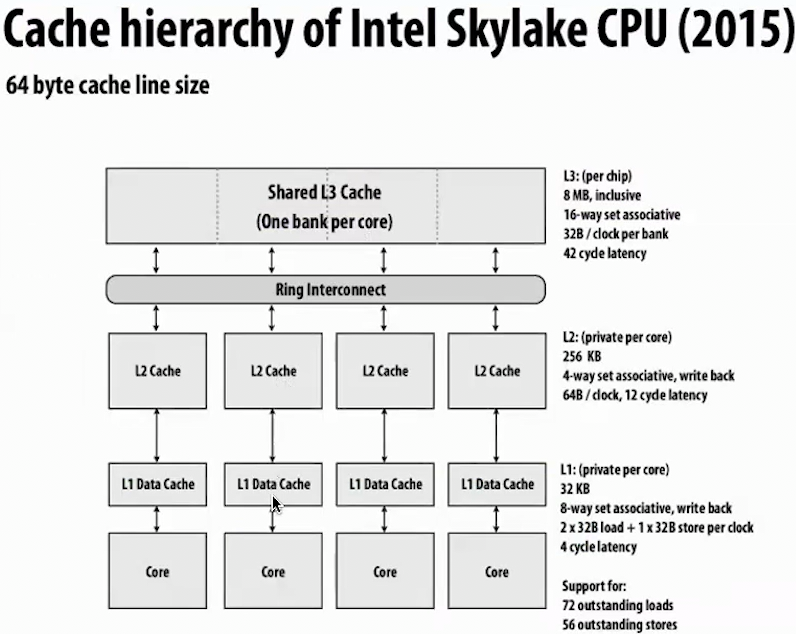 Cache hierarchy of Intel Skylake CPU (2015)
64 byte cache line size
Shared L3 Cache
(One bank per core)
L3: (per chip)
8 MB, inclusive
16-way set associative
32B / clock per bank
42 cycle latency
Ring Interconnect
L2 Cache
L2 Cache
L2 Cache
L2 Cache
L2: (private per core)
256 KB
4-way set associative, write back
64B / clock, 12 cycle latency
L1 Data Cache
L1 Data Cache
L1 Data Cache
L1 Data Cache
L1: (private per core)
32 KB
8-way set associative, write back
2 x 32B load + 1 x 32B store per clock
4 cycle latency
Core
Core
Core
Core
Support for:
72 outstanding loads
56 outstanding stores